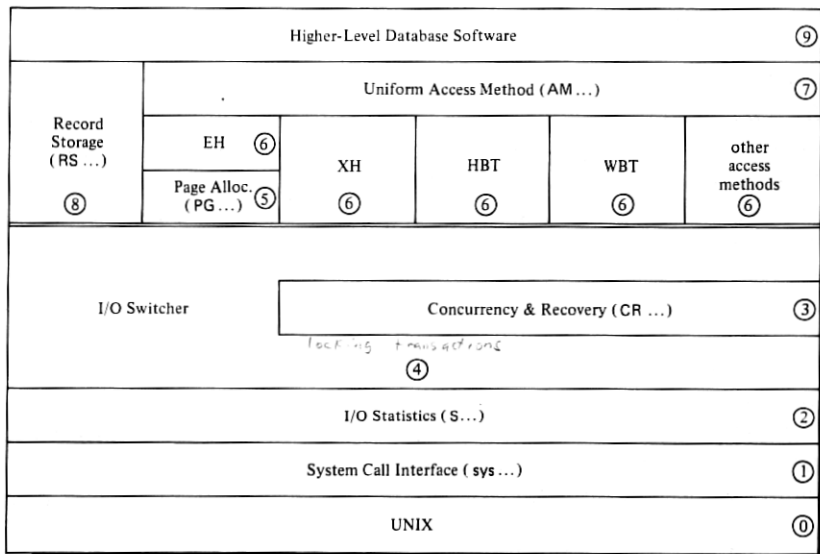 Higher-Level Database Software ⑨
Uniform Access Method (AM ...) ⑦
Record
Storage
(RS ...)
⑧
EH ⑥
Page Alloc.
(PG ...) ⑤
XH
⑥
HBT
⑥
WBT
⑥
other
access
methods
⑥
I/O Switcher
Concurrency & Recovery (CR ...) ③
locking transactions
④
I/O Statistics (S...) ②
System Call Interface (sys ...) ①
UNIX ⓪